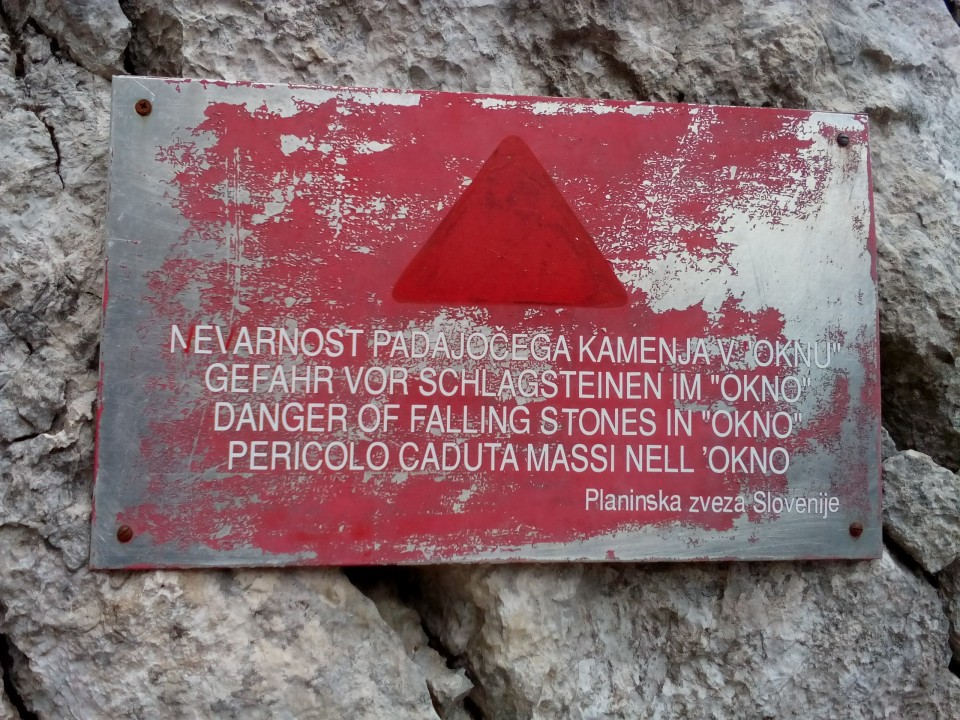 NEVARNOST PADAJOČEGA KAMENJA V "OKNU"
GEFAHR VOR SCHLAGSTEINEN IM "OKNO"
DANGER OF FALLING STONES IN "OKNO"
PERICOLO CADUTA MASSI NELL 'OKNO
Planinska zveza Slovenije